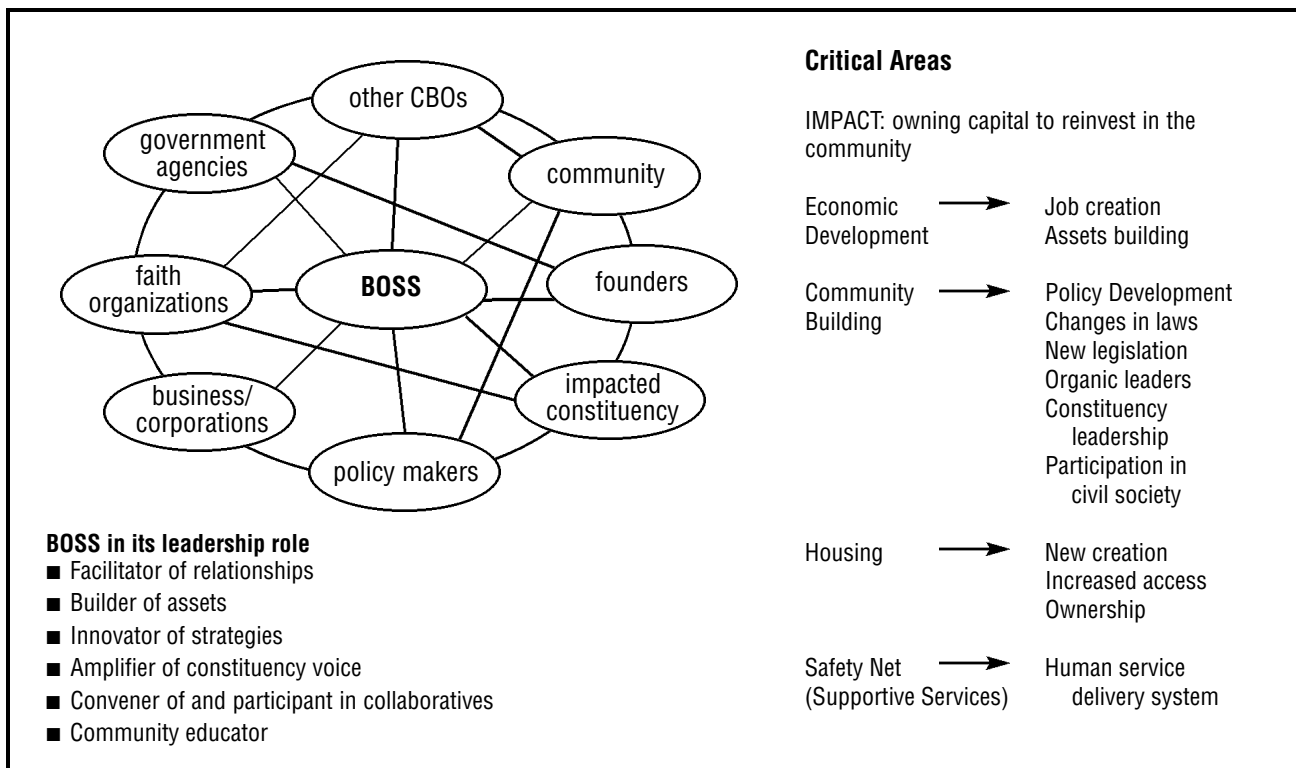 other CBOs
government
agencies
community
faith
organizations
BOSS
founders
business/
corporations
impacted
constituency
policy makers
BOSS in its leadership role
■ Facilitator of relationships
■ Builder of assets
■ Innovator of strategies
■ Amplifier of constituency voice
■ Convener of and participant in collaboratives
■ Community educator
Critical Areas
IMPACT: owning capital to reinvest in the
community
Economic
Development
Job creation
Assets building
Community
Building
Policy Development
Changes in laws
New legislation
Organic leaders
Constituency
leadership
Participation in
civil society
Housing
New creation
Increased access
Ownership
Safety Net
(Supportive Services)
Human service
delivery system